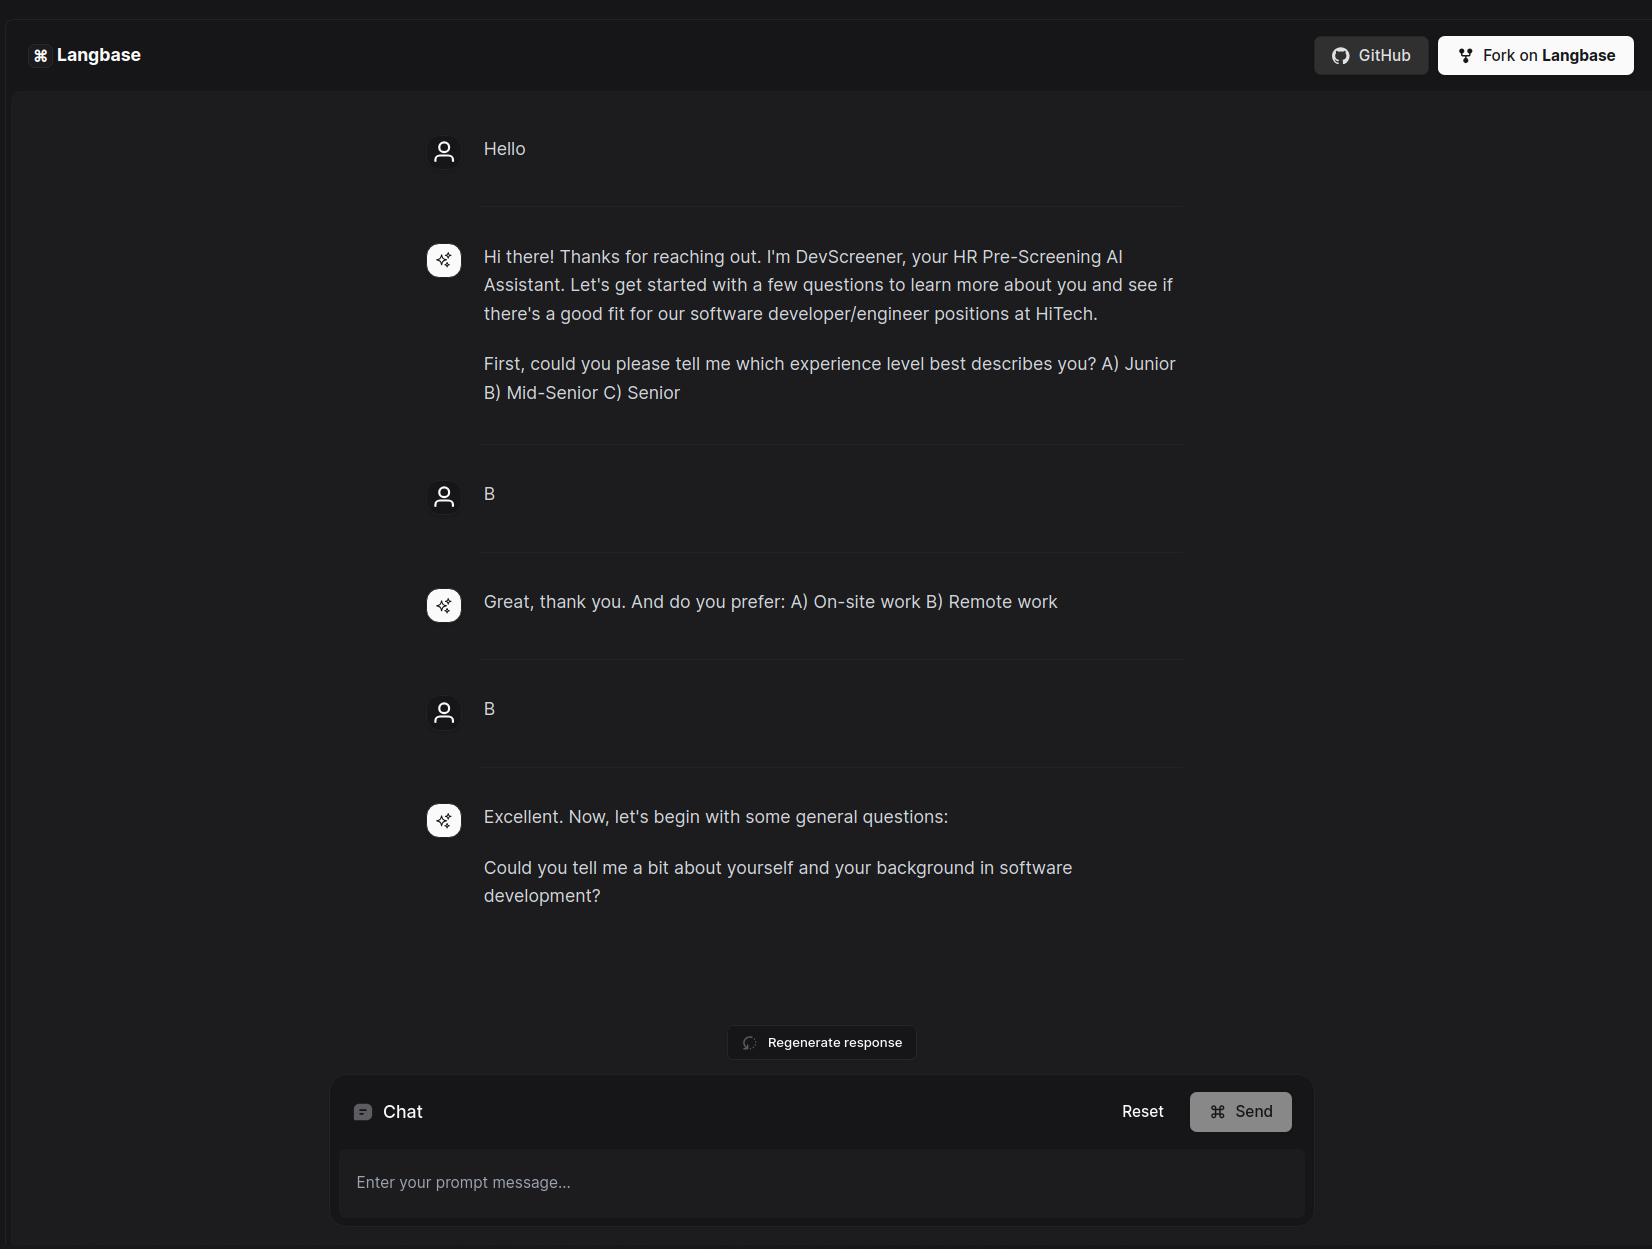 Langbase
GitHub
Fork on Langbase
Hello
Hi there! Thanks for reaching out. I'm DevScreener, your HR Pre-Screening AI
Assistant. Let's get started with a few questions to learn more about you and see if
there's a good fit for our software developer/engineer positions at HiTech.
First, could you please tell me which experience level best describes you? A) Junior
B) Mid-Senior C) Senior
B
Great, thank you. And do you prefer: A) On-site work B) Remote work
B
Excellent. Now, let's begin with some general questions:
Could you tell me a bit about yourself and your background in software
development?
Regenerate response
Chat
Reset
⌘ Send
Enter your prompt message...